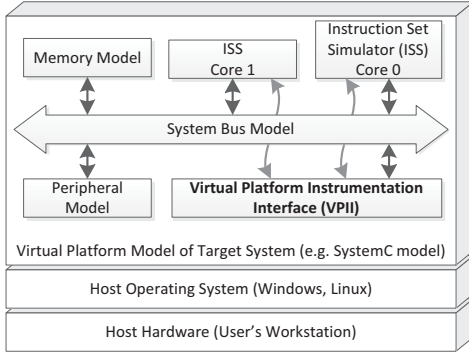 Memory Model
ISS
Core 1
Instruction Set
Simulator (ISS)
Core 0
System Bus Model
Peripheral
Model
Virtual Platform Instrumentation
Interface (VPII)
Virtual Platform Model of Target System (e.g. SystemC model)
Host Operating System (Windows, Linux)
Host Hardware (User's Workstation)